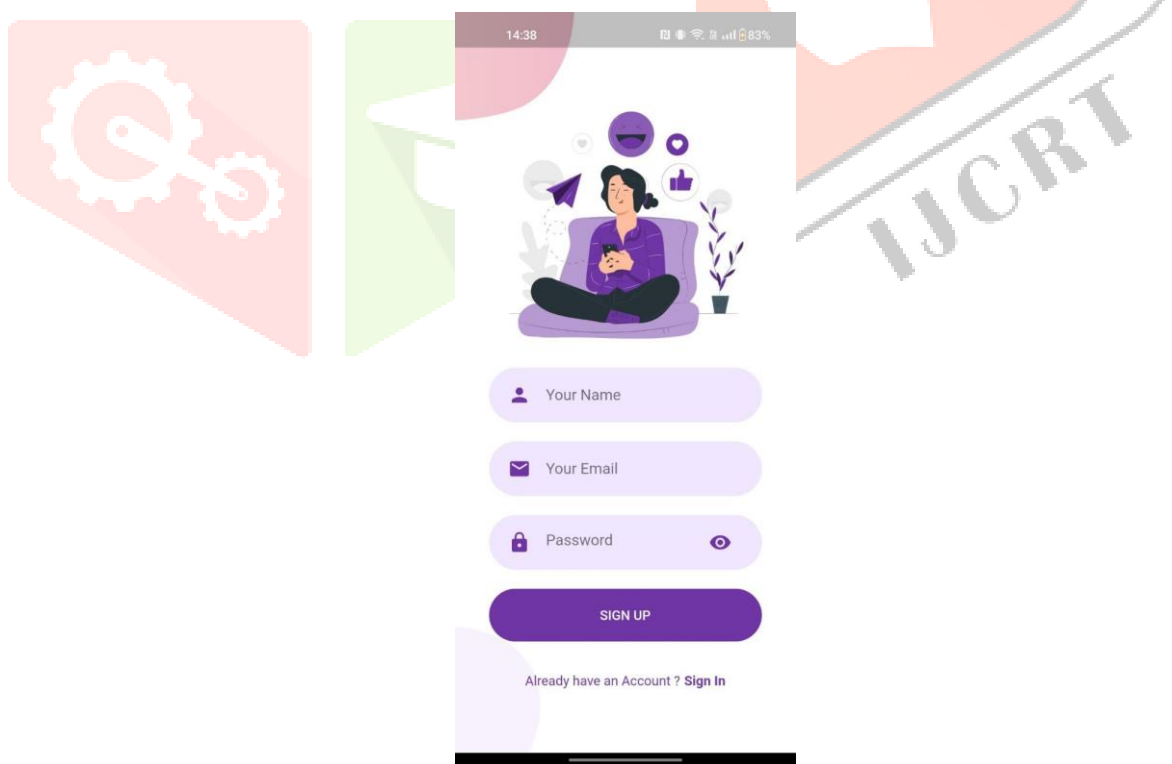 14:38 83%
IJCRT
Your Name
Your Email
Password
SIGN UP
Already have an Account ? Sign In